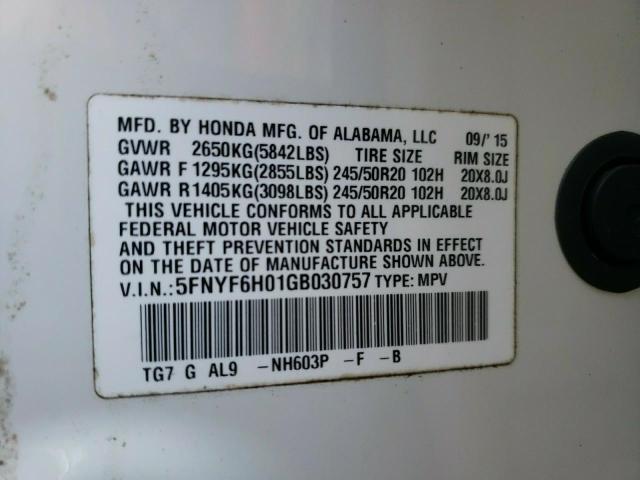 MFD. BY HONDA MFG. OF ALABAMA, LLC 09/'15
GVWR 2650KG(5842LBS) TIRE SIZE RIM SIZE
GAWR F 1295KG(2855LBS) 245/50R20 102H 20X8.0J
GAWR R 1405KG(3098LBS) 245/50R20 102H 20X8.0J
THIS VEHICLE CONFORMS TO ALL APPLICABLE
FEDERAL MOTOR VEHICLE SAFETY
AND THEFT PREVENTION STANDARDS IN EFFECT
ON THE DATE OF MANUFACTURE SHOWN ABOVE.
V.I.N.:5FNYF6H01GB030757 TYPE: MPV
TG7 G AL9 -NH603P -F -B